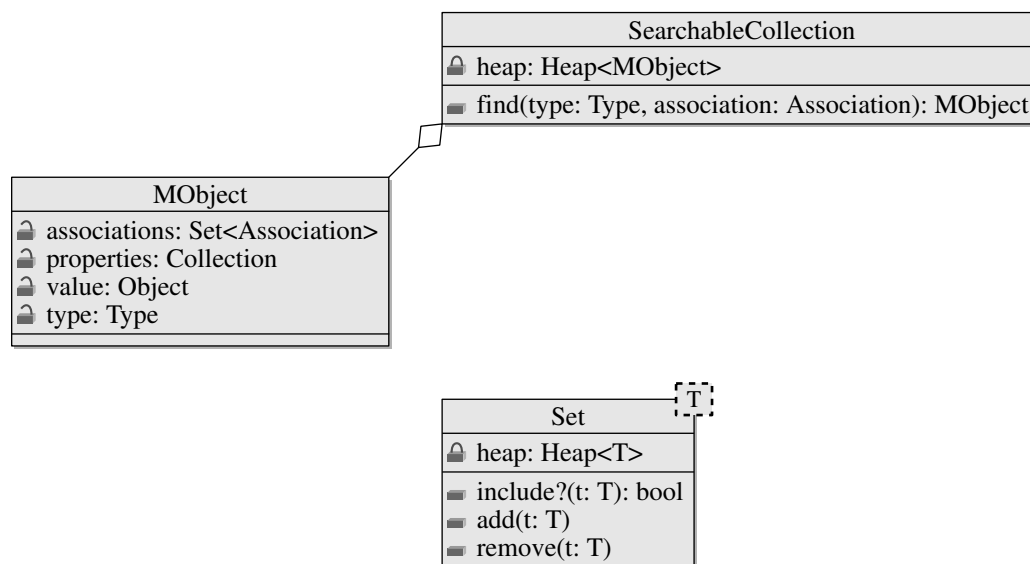 SearchableCollection
heap: Heap<MObject>
find(type: Type, association: Association): MObject
MObject
associations: Set<Association>
properties: Collection
value: Object
type: Type
T
Set
heap: Heap<T>
include?(t: T): bool
add(t: T)
remove(t: T)